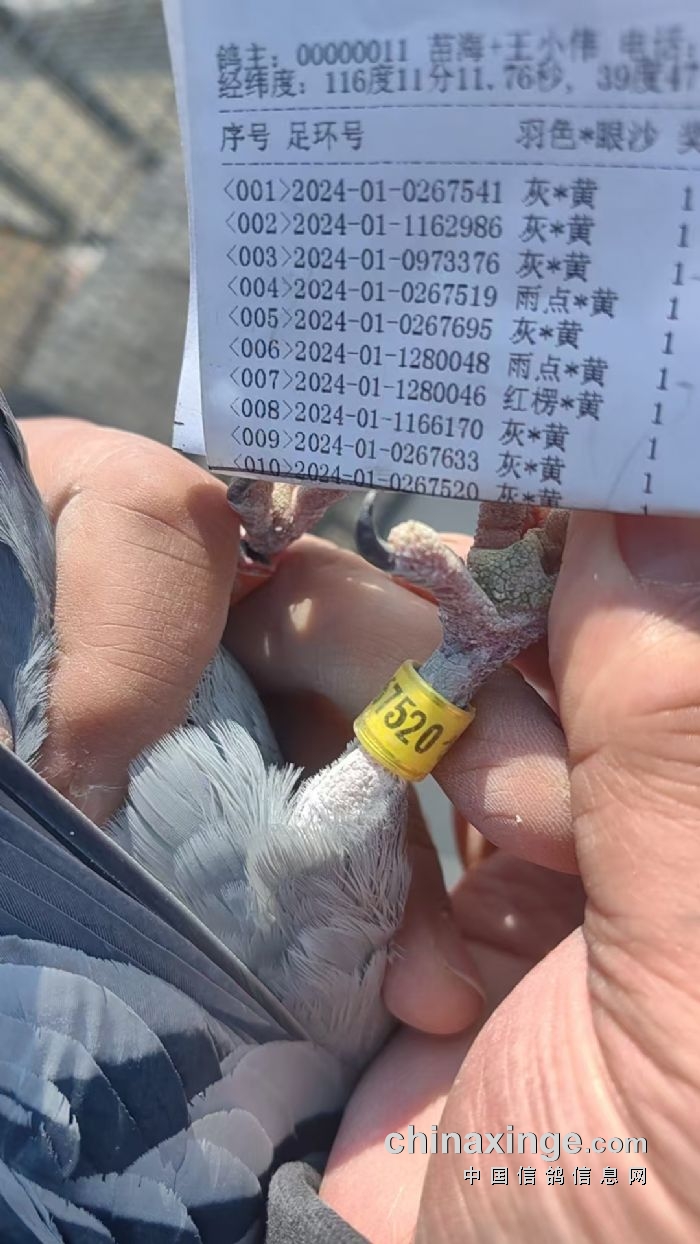 鸽主: 00000011 苗海+王小伟 电话:
经纬度: 116度11分11.76秒, 39度4
序号 足环号 羽色*眼沙
<001>2024-01-0267541 灰*黄 1
<002>2024-01-1162986 灰*黄 1
<003>2024-01-0973376 灰*黄 1
<004>2024-01-0267519 雨点*黄 1
<005>2024-01-0267695 灰*黄 1
<006>2024-01-1280048 雨点*黄 1
<007>2024-01-1280046 红楞*黄 1
<008>2024-01-1166170 灰*黄 1
<009>2024-01-0267633 灰*黄 1
<010>2024-01-0267520 灰*黄
7520
chinaxinge.com
中国信鸽信息网